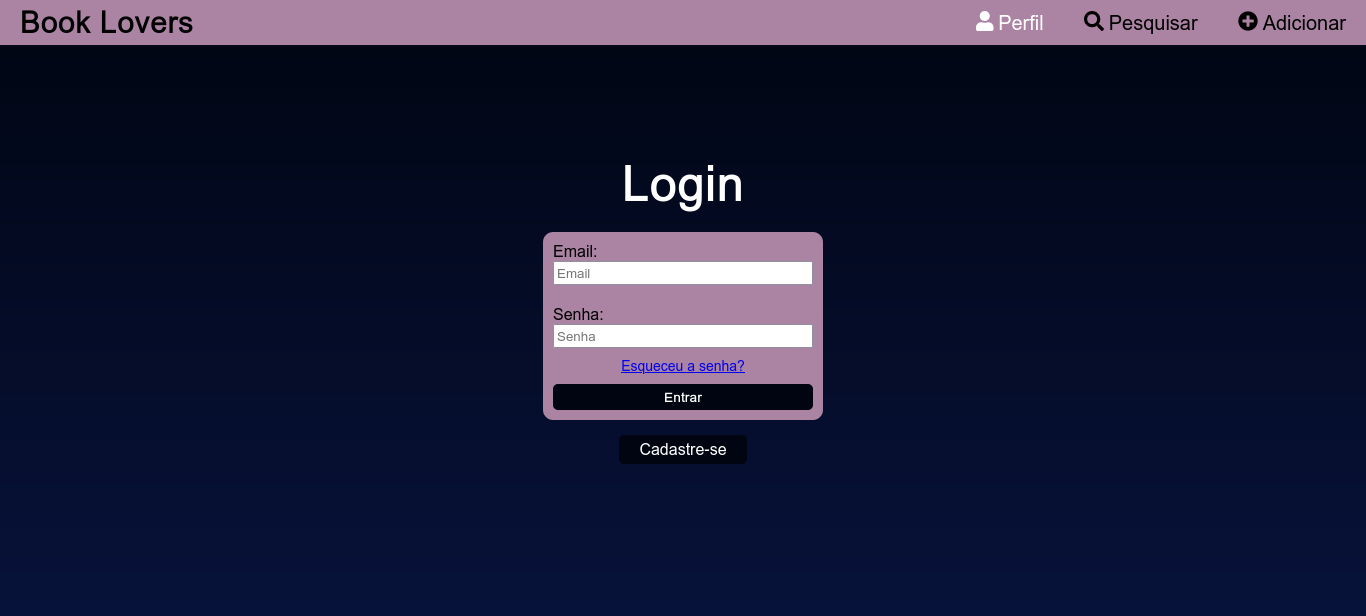 Book Lovers Perfil Pesquisar Adicionar
Login
Email:
Email
Senha:
Senha
Esqueceu a senha?
Entrar
Cadastre-se